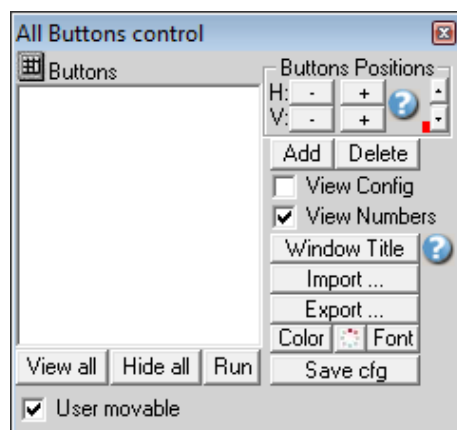 All Buttons control
Buttons
Buttons Positions
H: - +
V: - +
Add Delete
View Config
View Numbers
Window Title
Import ...
Export ...
Color Font
View all Hide all Run
Save cfg
User movable